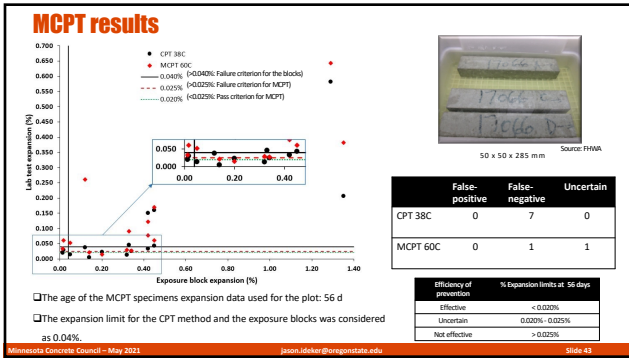 MCPT results
CPT 38C
MCPT 60C
0.040% (>0.040%: Failure criterion for the blocks)
0.025% (>0.025%: Failure criterion for MCPT)
0.020% (<0.025%: Pass criterion for MCPT)
0.700
0.650
0.600
0.550
0.500
0.450
0.400
0.350
0.300
0.250
0.200
0.150
0.100
0.050
0.000
Lab test expansion (%)
0.050
0.000
0.00 0.20 0.40
0.00 0.20 0.40 0.60 0.80 1.00 1.20 1.40
Exposure block expansion (%)
17066
17066
17066
Source: FHWA
50 x 50 x 285 mm
False-positive False-negative Uncertain
CPT 38C 0 7 0
MCPT 60C 0 1 1
Efficiency of prevention % Expansion limits at 56 days
Effective < 0.020%
Uncertain 0.020% - 0.025%
Not effective > 0.025%
❑The age of the MCPT specimens expansion data used for the plot: 56 d
❑The expansion limit for the CPT method and the exposure blocks was considered
as 0.04%.
Minnesota Concrete Council – May 2021 jason.ideker@oregonstate.edu Slide 43